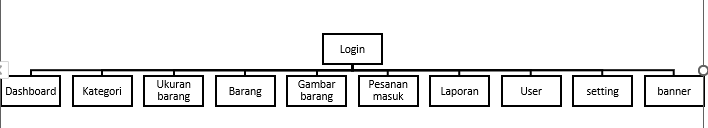 Login
Dashboard
Kategori
Ukuran
barang
Barang
Gambar
barang
Pesanan
masuk
Laporan
User
setting
banner